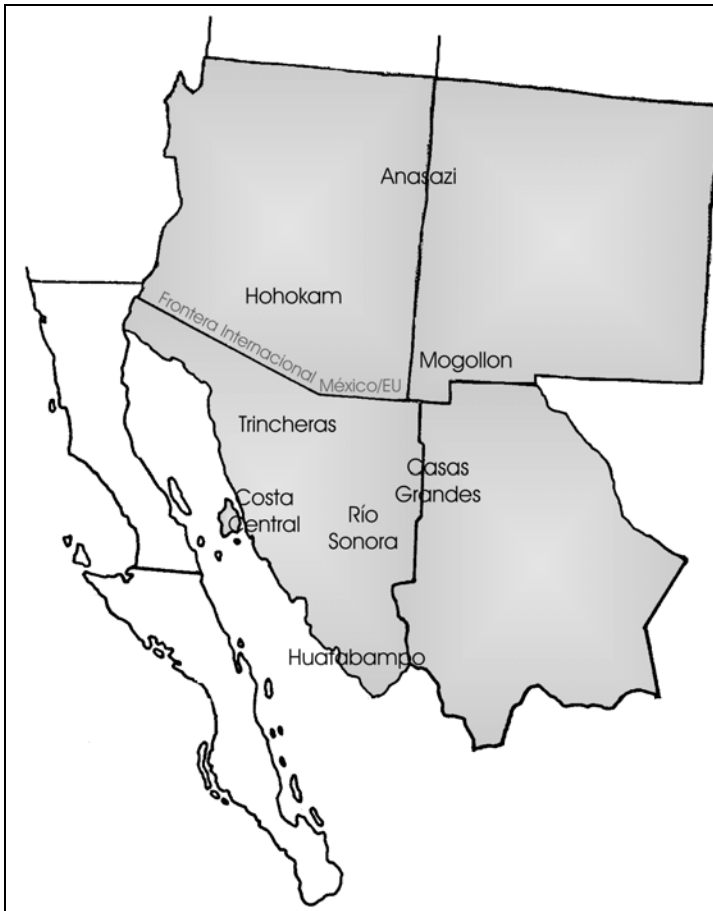 Anasazi
Hohokam
Frontera Internacional
México/EU
Mogollon
Trincheras
Casas
Grandes
Costa
Central
Río
Sonora
Huatabampo